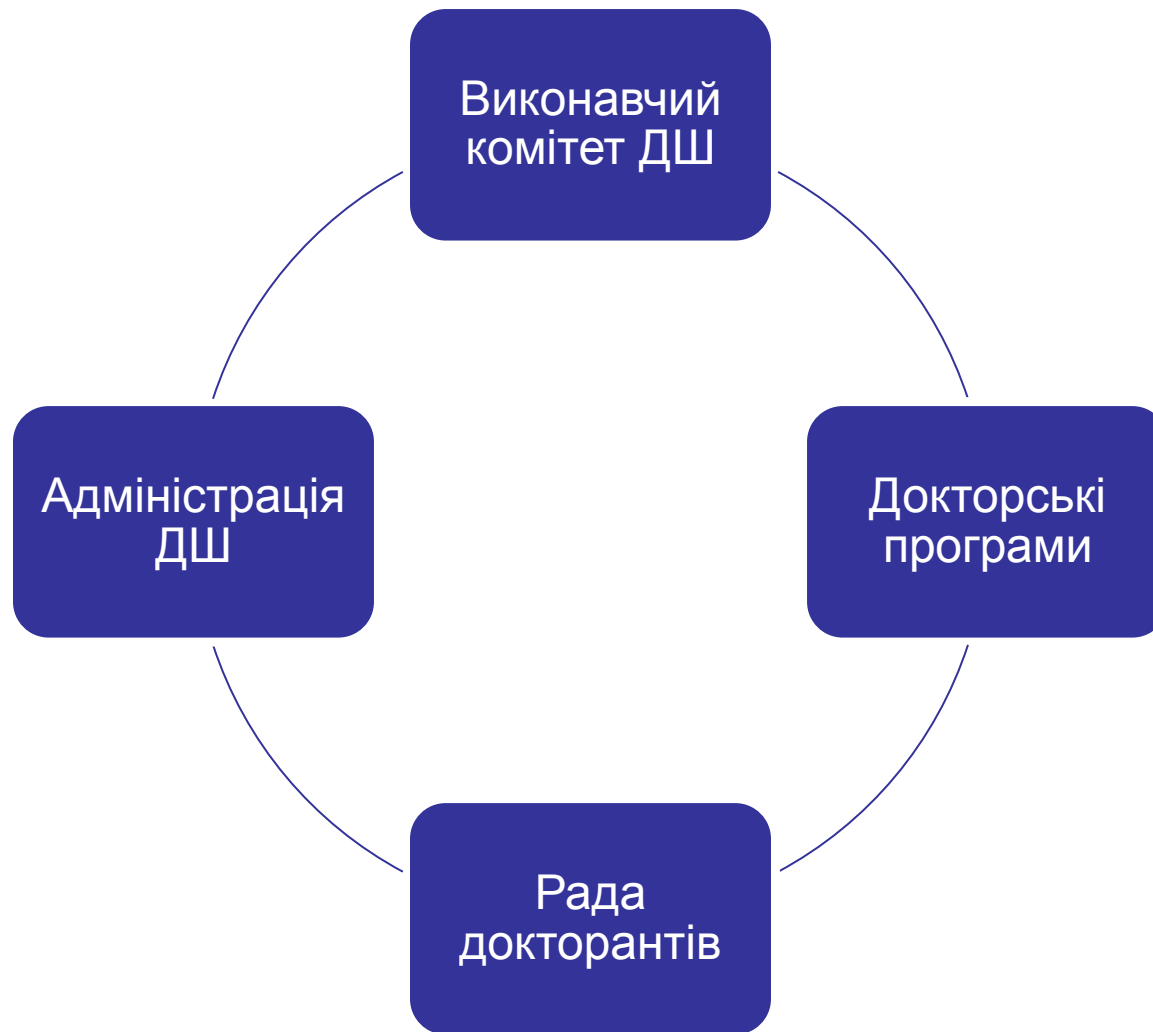 Виконавчий
комітет ДШ
Адміністрація
ДШ
Докторські
програми
Рада
докторантів